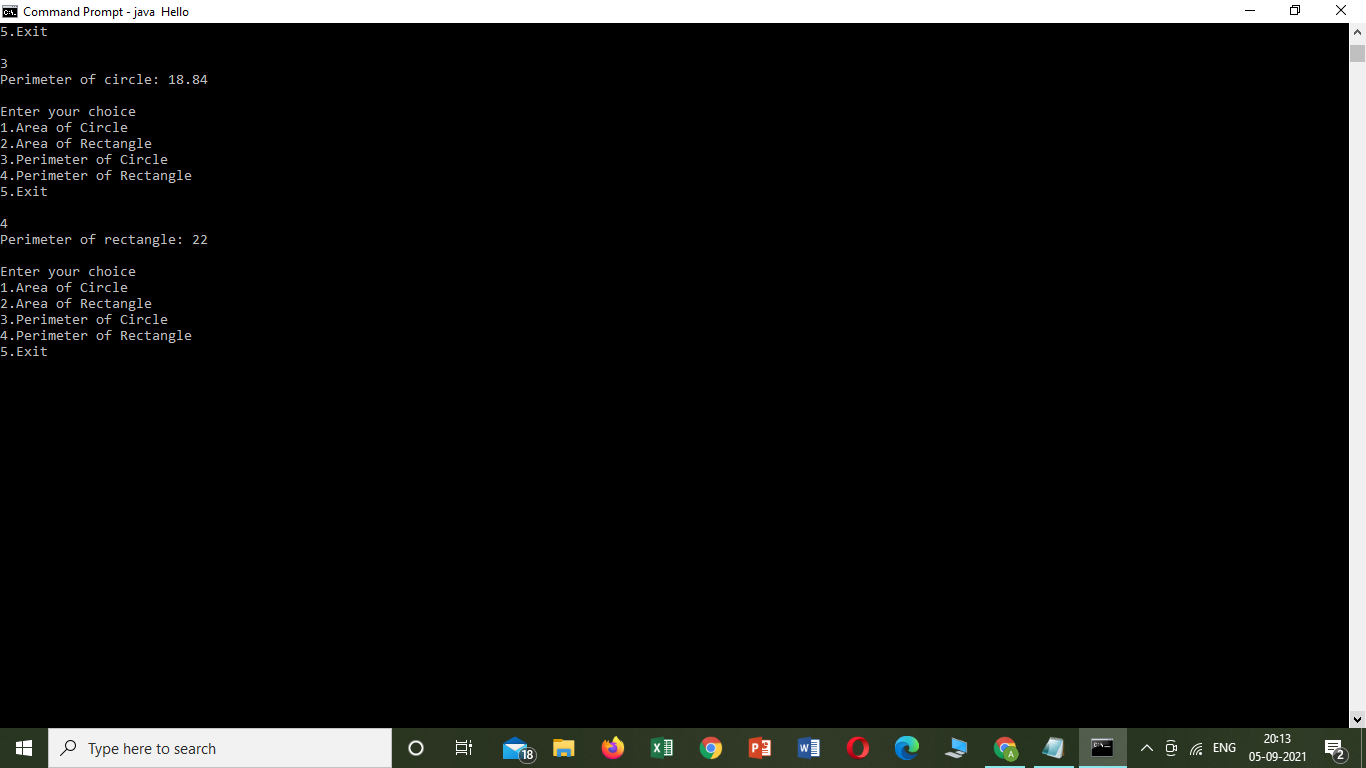 Command Prompt - java  Hello
5.Exit
3
Perimeter of circle: 18.84
Enter your choice
1.Area of Circle
2.Area of Rectangle
3.Perimeter of Circle
4.Perimeter of Rectangle
5.Exit
4
Perimeter of rectangle: 22
Enter your choice
1.Area of Circle
2.Area of Rectangle
3.Perimeter of Circle
4.Perimeter of Rectangle
5.Exit
Type here to search
18
A
ENG
20:13
05-09-2021
2